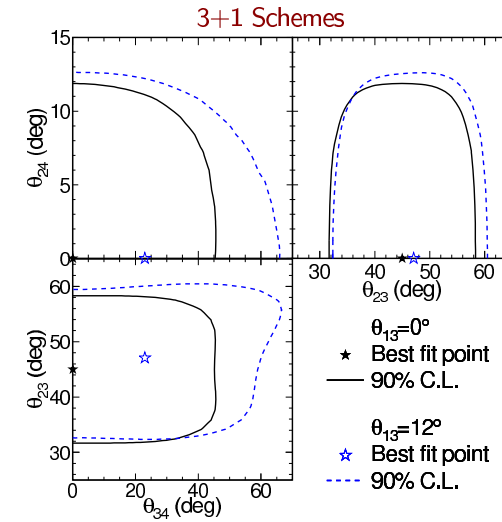 3+1 Schemes
15
10
5
0
θ24 (deg)
30 40 50 60
θ23 (deg)
60
50
40
30
θ23 (deg)
0 20 40 60
θ34 (deg)
θ13=0°
Best fit point
90% C.L.
θ13=12°
Best fit point
90% C.L.